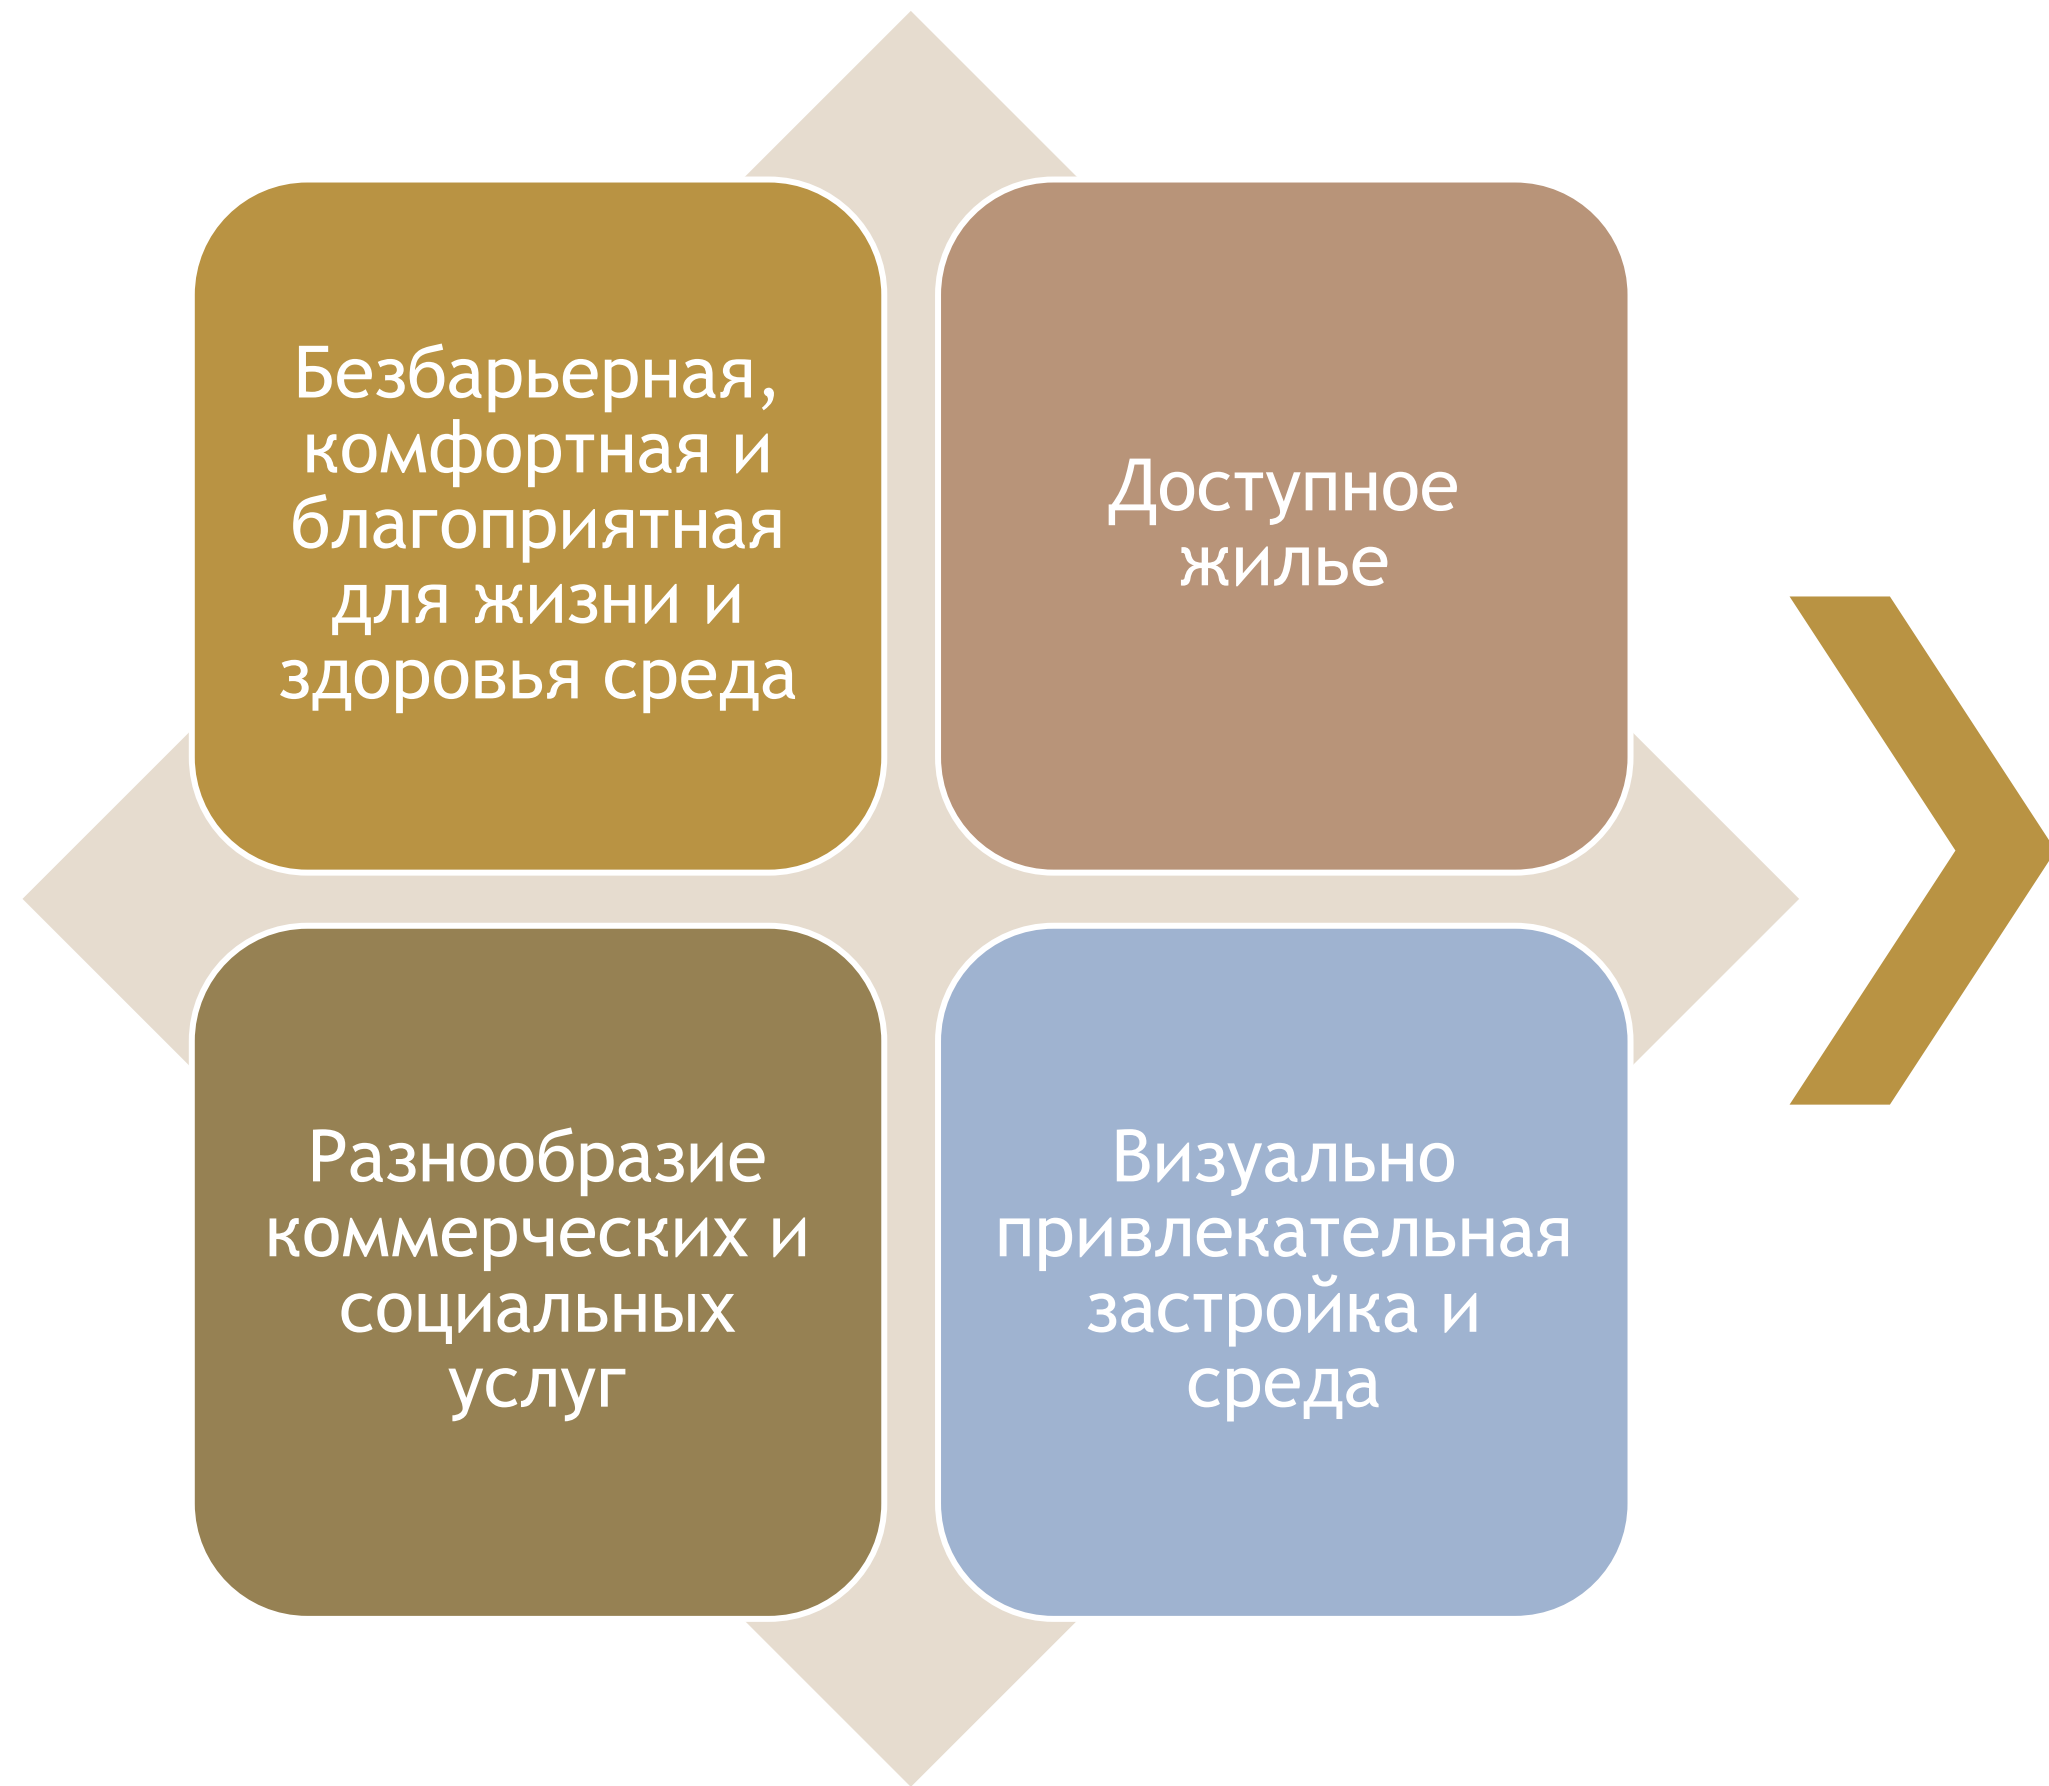 Безбарьерная,
комфортная и
благоприятная
для жизни и
здоровья среда
Доступное
жилье
Разнообразие
коммерческих и
социальных
услуг
Визуально
привлекательная
застройка и
среда